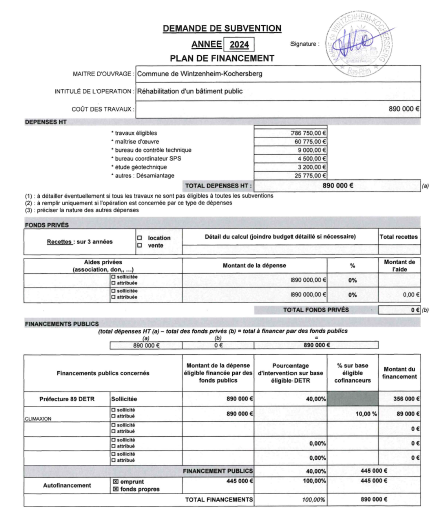 DEMANDE DE SUBVENTION
ANNEE 2024 Signature :
PLAN DE FINANCEMENT
MAITRE D'OUVRAGE : Commune de Wintzenheim-Kochersberg
INTITULÉ DE L'OPERATION : Réhabilitation d'un bâtiment public
COÛT DES TRAVAUX : 890 000 €
DEPENSES HT
* travaux éligibles 786 750,00 €
* maîtrise d'œuvre 60 775,00 €
* bureau de contrôle technique 9 000,00 €
* bureau coordinateur SPS 4 500,00 €
* étude géotechnique 3 200,00 €
* autres : Désamiantage 25 775,00 €
TOTAL DEPENSES HT : 890 000 € (a)
(1) : à détailler éventuellement si tous les travaux ne sont pas éligibles à toutes les subventions
(2) : à remplir uniquement si l'opération est concernée par ce type de dépenses
(3) : préciser la nature des autres dépenses
FONDS PRIVÉS
Recettes : sur 3 années ☐ location ☐ vente Détail du calcul (joindre budget détaillé si nécessaire) Total recettes
Aides privées (association, don,, ...) Montant de la dépense % Montant de l'aide
☐ sollicitée ☐ attribuée 890 000,00 € 0%
☐ sollicitée ☐ attribuée 890 000,00 € 0% 0,00 €
TOTAL FONDS PRIVÉS 0 € (b)
FINANCEMENTS PUBLICS
(total dépenses HT (a) – total des fonds privés (b) = total à financer par des fonds publics
(a) (b) =
890 000 € 0 € 890 000 €
Financements publics concernés Montant de la dépense éligible financée par des fonds publics Pourcentage d'intervention sur base éligible DETR % sur base éligible cofinanceurs Montant du financement
Préfecture 89 DETR Sollicitée 890 000 € 40,00% 356 000 €
CLIMAXION ☐ sollicité ☐ attribué 890 000 € 10,00 % 89 000 €
☐ sollicité ☐ attribué 0 €
☐ sollicité ☐ attribué 0,00% 0 €
☐ sollicité ☐ attribué 0,00% 0 €
FINANCEMENT PUBLICS 40,00% 445 000 €
Autofinancement ☒ emprunt ☒ fonds propres 445 000 € 100,00% 445 000 €
TOTAL FINANCEMENTS 100,00% 890 000 €